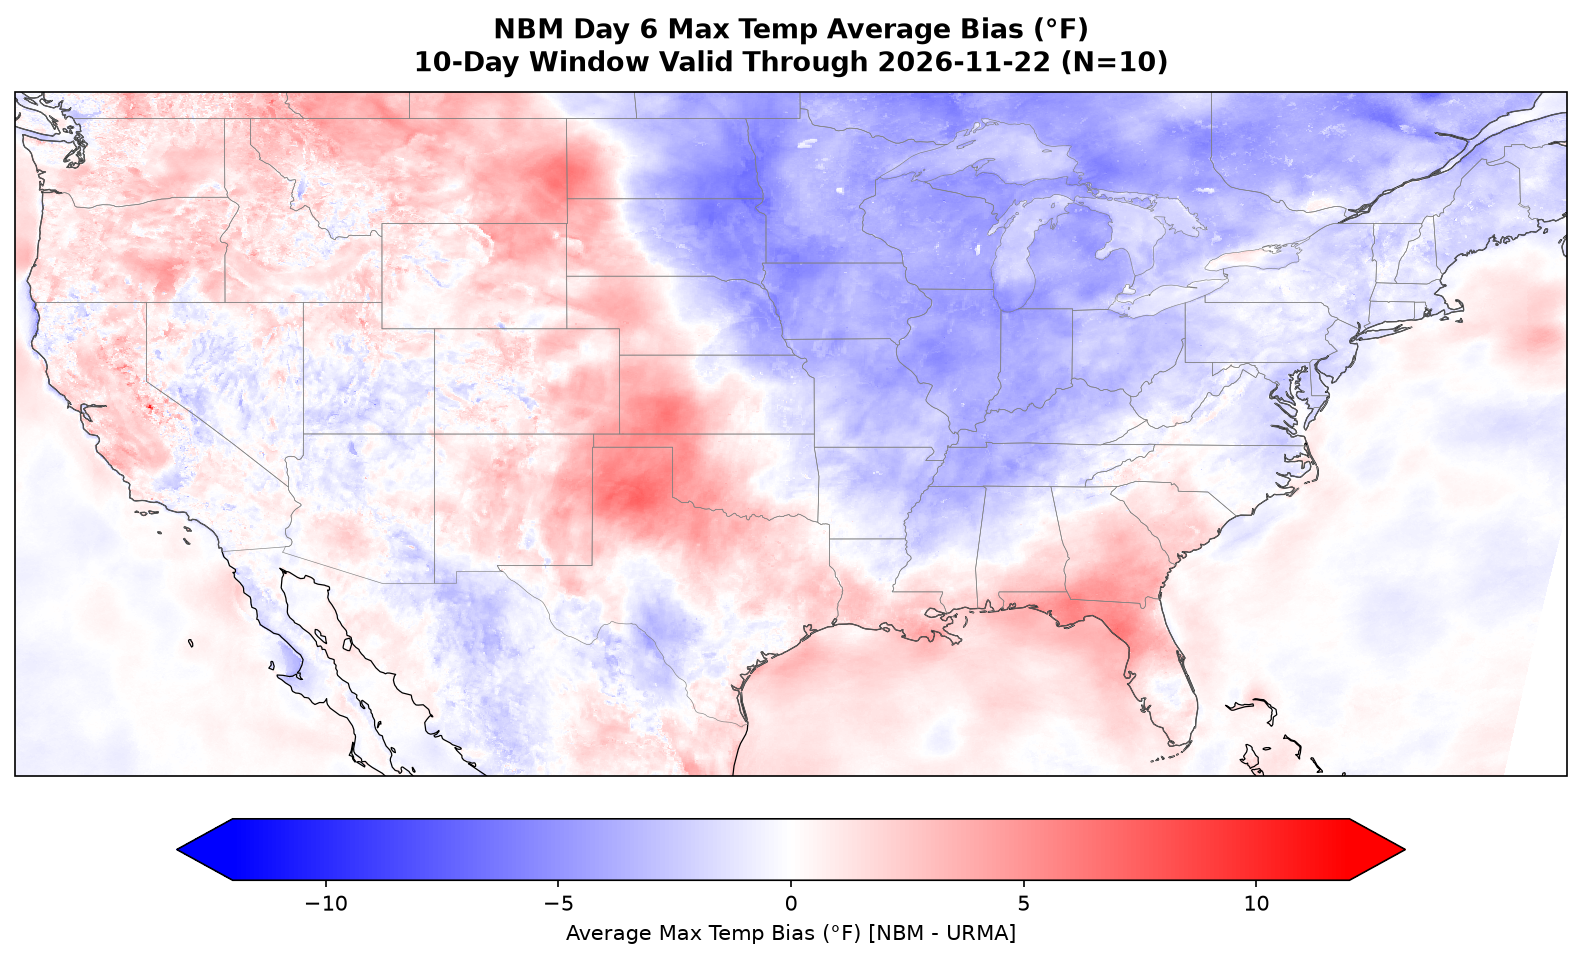 NBM Day 6 Max Temp Average Bias (°F)
10-Day Window Valid Through 2026-11-22 (N=10)
−10 −5 0 5 10
Average Max Temp Bias (°F) [NBM - URMA]